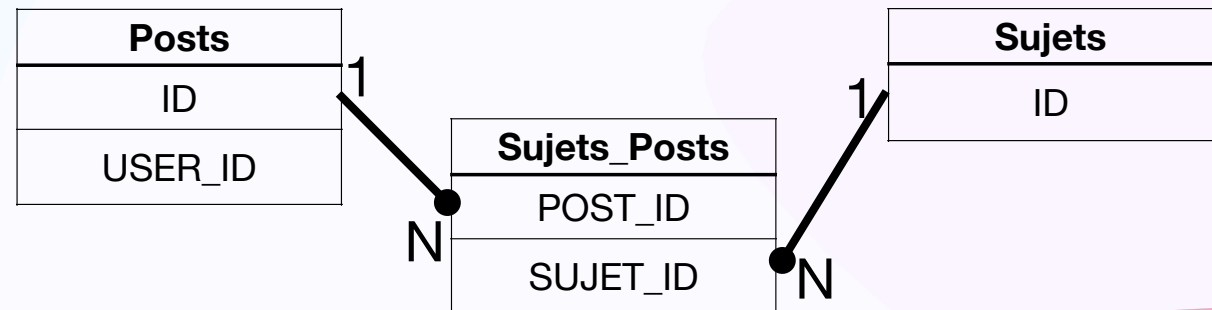 Posts
ID
USER_ID
1
N
Sujets_Posts
POST_ID
SUJET_ID
1
N
Sujets
ID